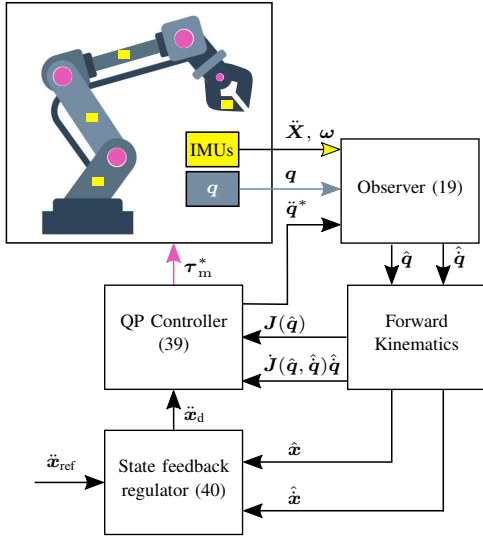 IMUs
Ẍ, ω
q
q
Observer (19)
q̈*
τ*m
q̂
q̂̇
QP Controller
(39)
J(q̂)
J̇(q̂, q̂̇)q̂̇
Forward
Kinematics
ẍd
ẍref
State feedback
regulator (40)
x̂
x̂̇